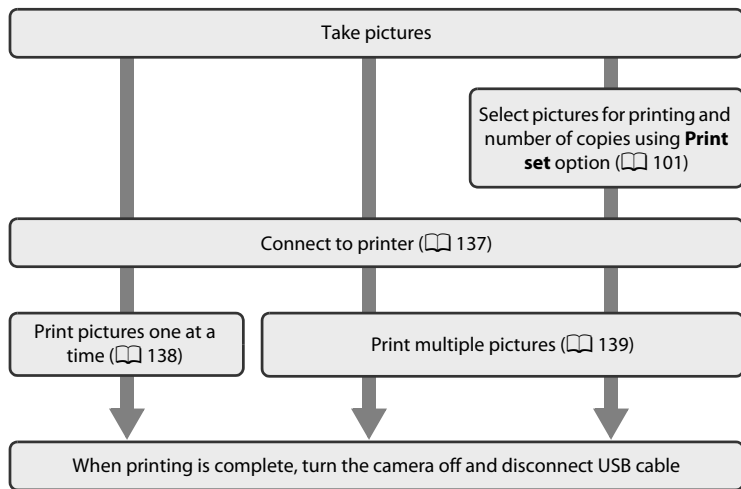 Take pictures
Select pictures for printing and
number of copies using Print
set option (📖 101)
Connect to printer (📖 137)
Print pictures one at a
time (📖 138)
Print multiple pictures (📖 139)
When printing is complete, turn the camera off and disconnect USB cable